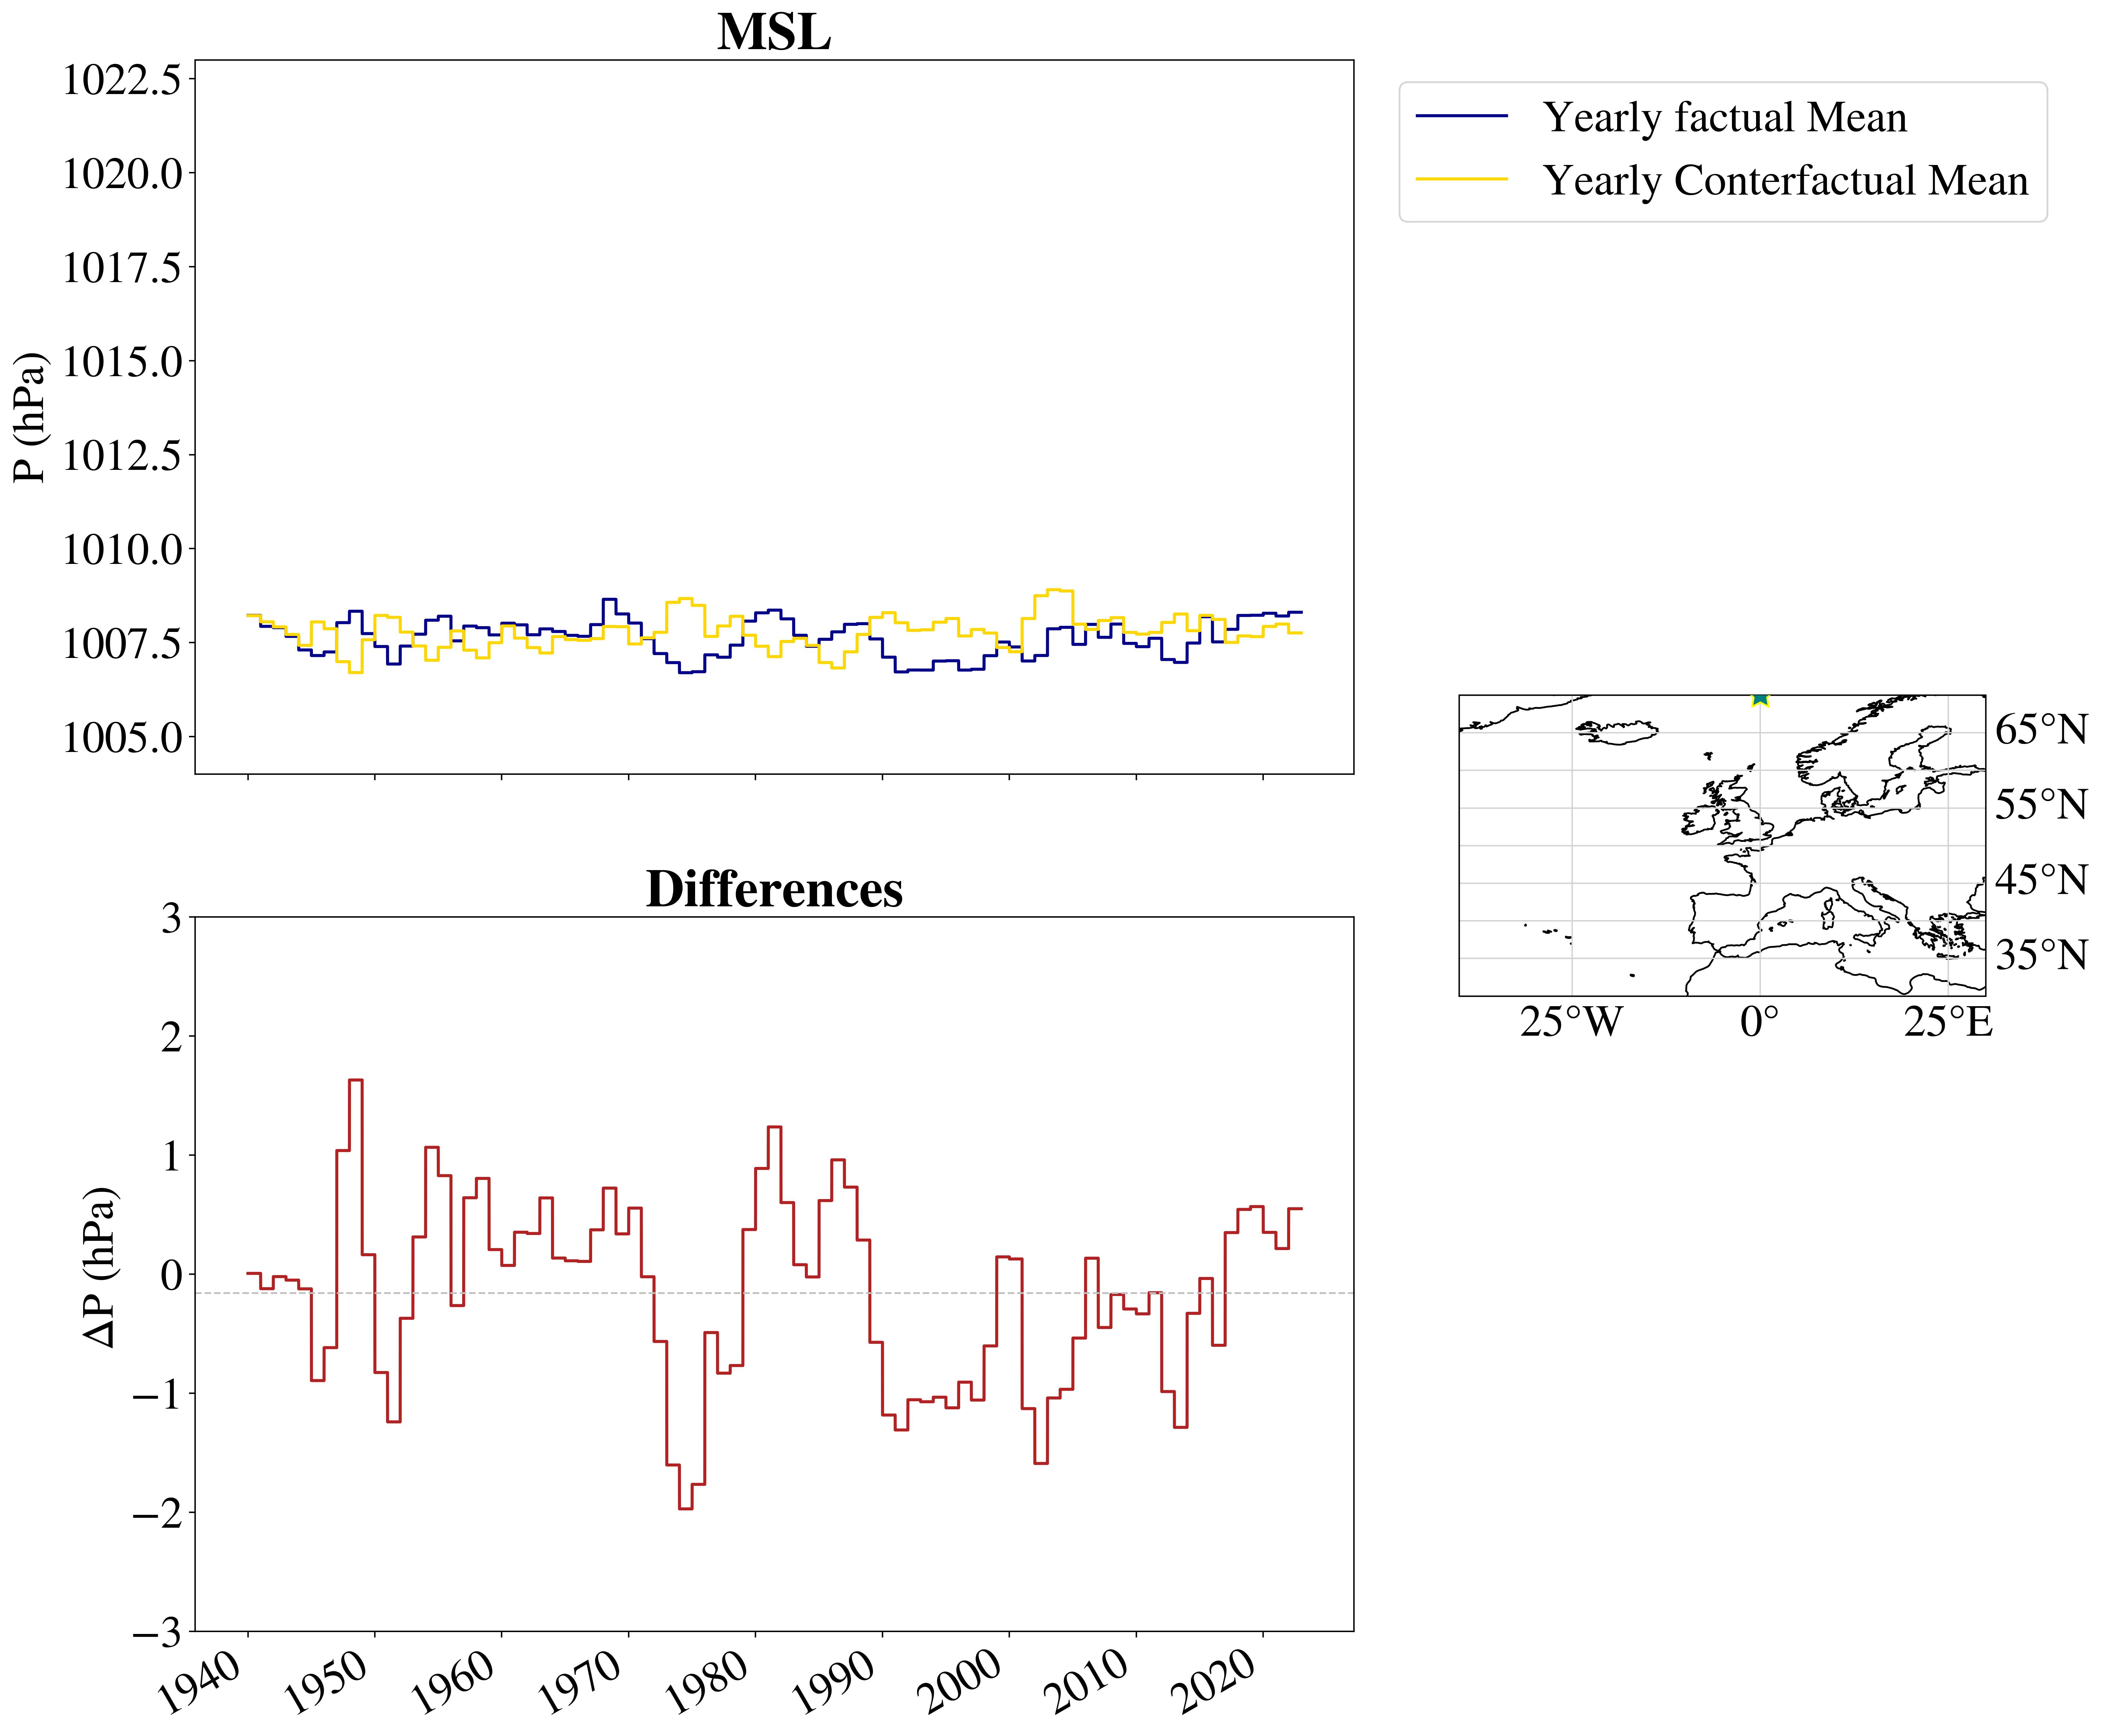 MSL
1022.5
1020.0
1017.5
1015.0
1012.5
1010.0
1007.5
1005.0
P (hPa)
Yearly factual Mean
Yearly Conterfactual Mean
65°N
55°N
45°N
35°N
25°W 0° 25°E
Differences
3
2
1
0
−1
−2
−3
ΔP (hPa)
1940 1950 1960 1970 1980 1990 2000 2010 2020